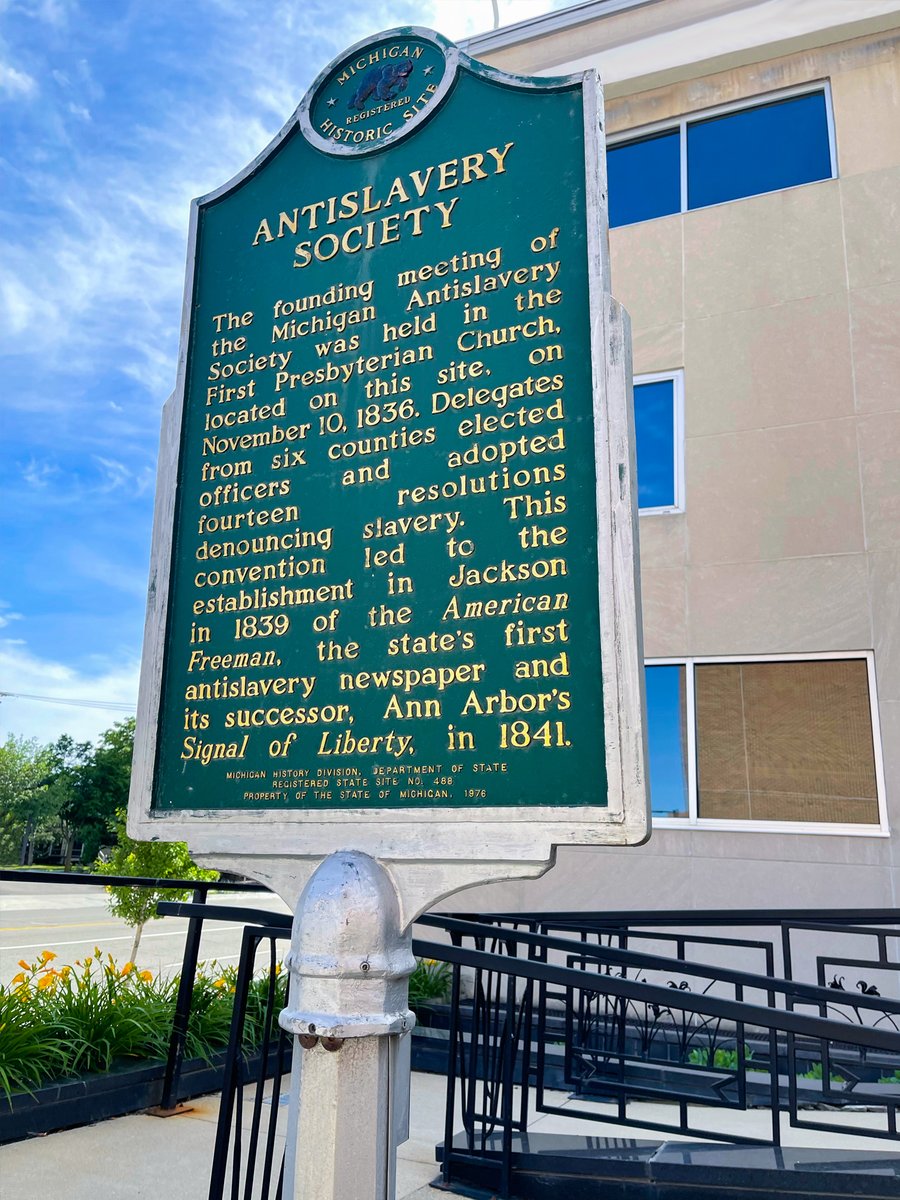 MICHIGAN
REGISTERED
HISTORIC SITE
ANTISLAVERY
SOCIETY
The founding meeting of
the Michigan Antislavery
Society was held in the
First Presbyterian Church,
located on this site, on
November 10, 1836. Delegates
from six counties elected
officers and adopted
fourteen resolutions
denouncing slavery. This
convention led to the
establishment in Jackson
in 1839 of the American
Freeman, the state's first
antislavery newspaper and
its successor, Ann Arbor's
Signal of Liberty, in 1841.
MICHIGAN HISTORY DIVISION, DEPARTMENT OF STATE
REGISTERED STATE SITE NO. 488
PROPERTY OF THE STATE OF MICHIGAN, 1976